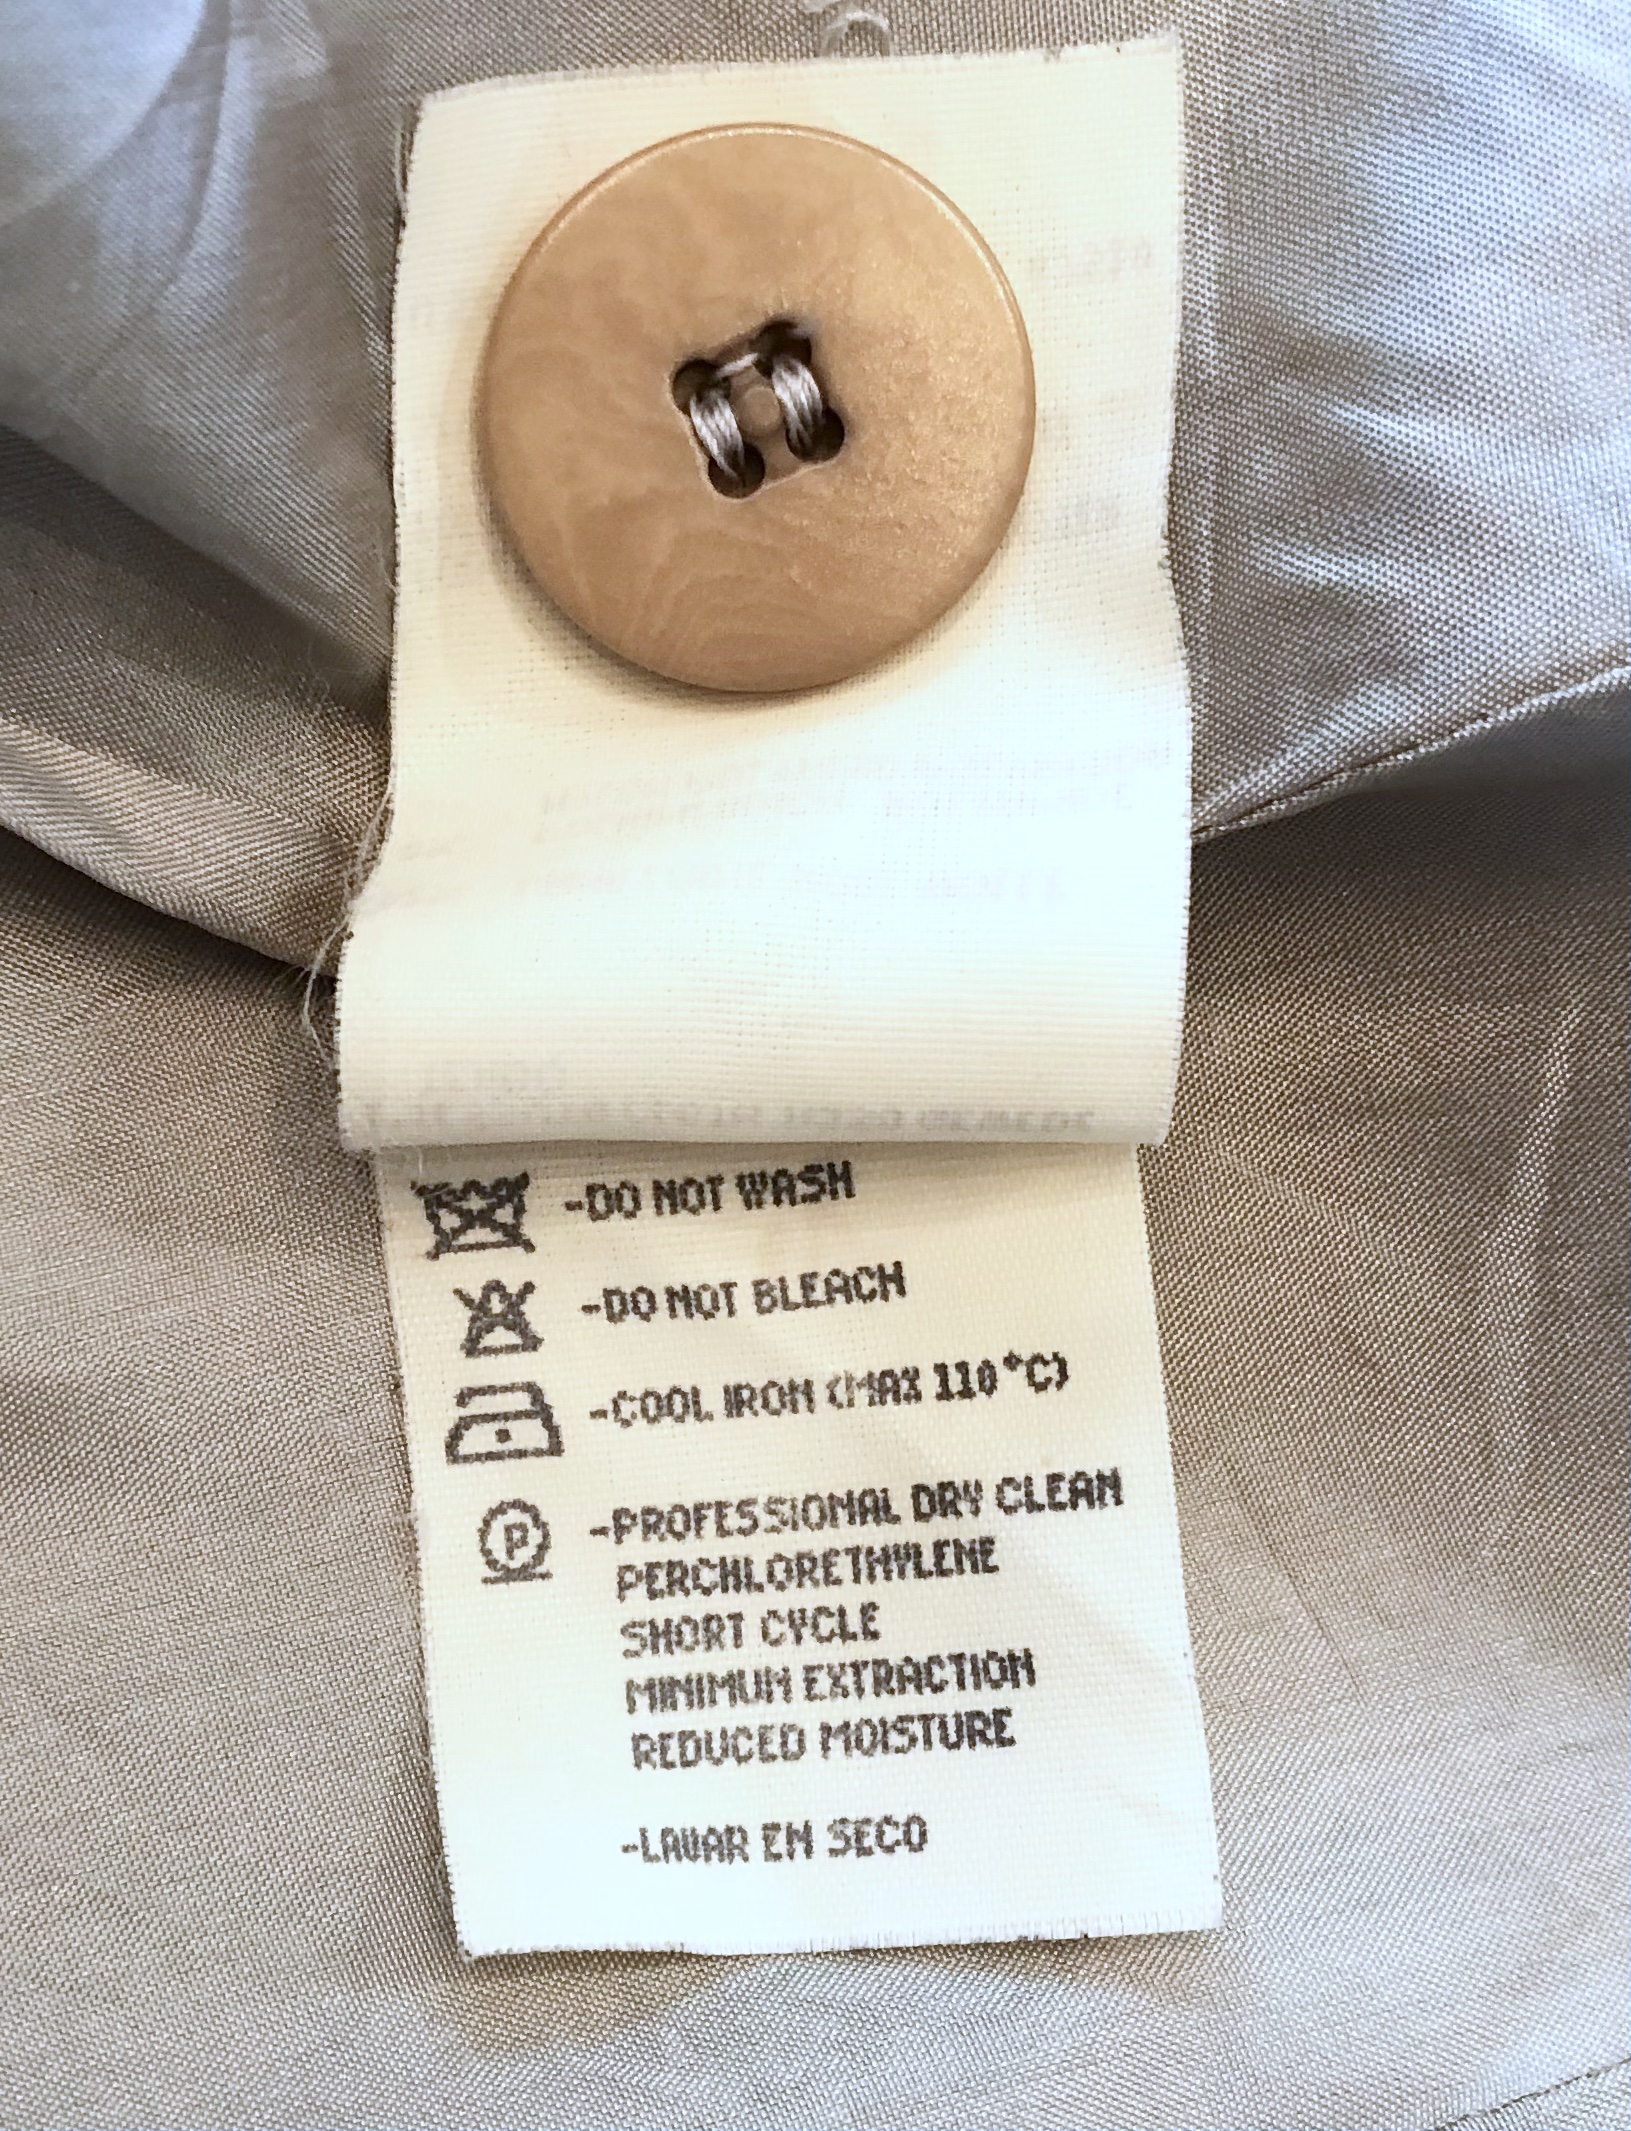 -DO NOT WASH
-DO NOT BLEACH
-COOL IRON (MAX 110°C)
P
-PROFESSIONAL DRY CLEAN
PERCHLORETHYLENE
SHORT CYCLE
MINIMUM EXTRACTION
REDUCED MOISTURE
-LAVAR EM SECO